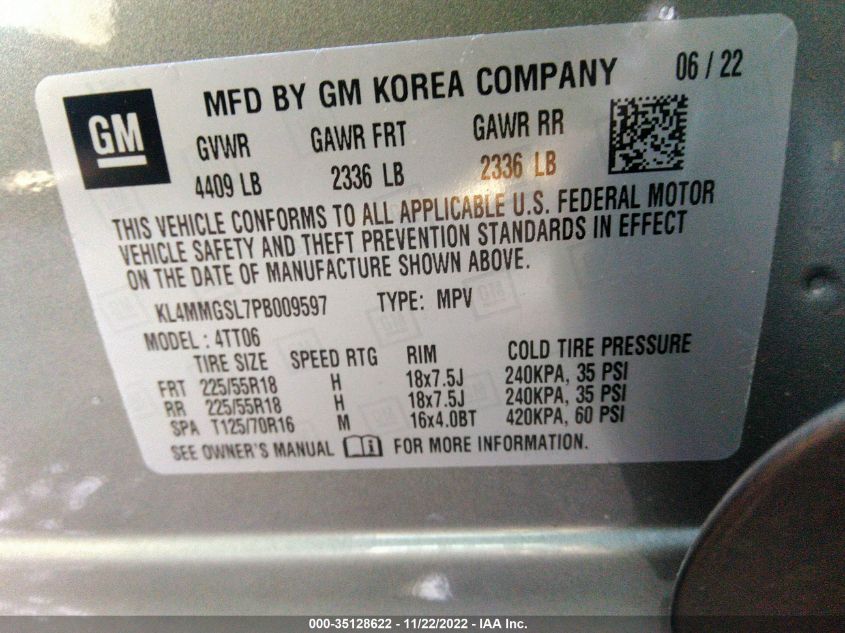 GM
MFD BY GM KOREA COMPANY 06 / 22
GVWR GAWR FRT GAWR RR
4409 LB 2336 LB 2336 LB
THIS VEHICLE CONFORMS TO ALL APPLICABLE U.S. FEDERAL MOTOR
VEHICLE SAFETY AND THEFT PREVENTION STANDARDS IN EFFECT
ON THE DATE OF MANUFACTURE SHOWN ABOVE.
KL4MMGSL7PB009597 TYPE: MPV
MODEL : 4TT06
TIRE SIZE SPEED RTG RIM COLD TIRE PRESSURE
FRT 225/55R18 H 18x7.5J 240KPA, 35 PSI
RR 225/55R18 H 18x7.5J 240KPA, 35 PSI
SPA T125/70R16 M 16x4.0BT 420KPA, 60 PSI
SEE OWNER'S MANUAL FOR MORE INFORMATION.
000-35128622 - 11/22/2022 - IAA Inc.